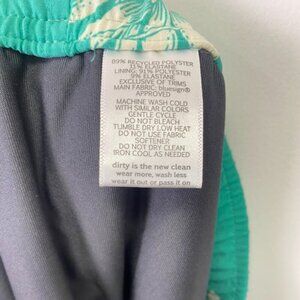 89% RECYCLED POLYESTER
11% ELASTANE
LINING: 91% POLYESTER
9% ELASTANE
EXCLUSIVE OF TRIMS
MAIN FABRIC: bluesign®
APPROVED
MACHINE WASH COLD
WITH SIMILAR COLORS
GENTLE CYCLE
DO NOT BLEACH
TUMBLE DRY LOW HEAT
DO NOT USE FABRIC
SOFTENER
DO NOT DRY CLEAN
IRON COOL AS NEEDED
dirty is the new clean
wear more, wash less
wear it out or pass it on